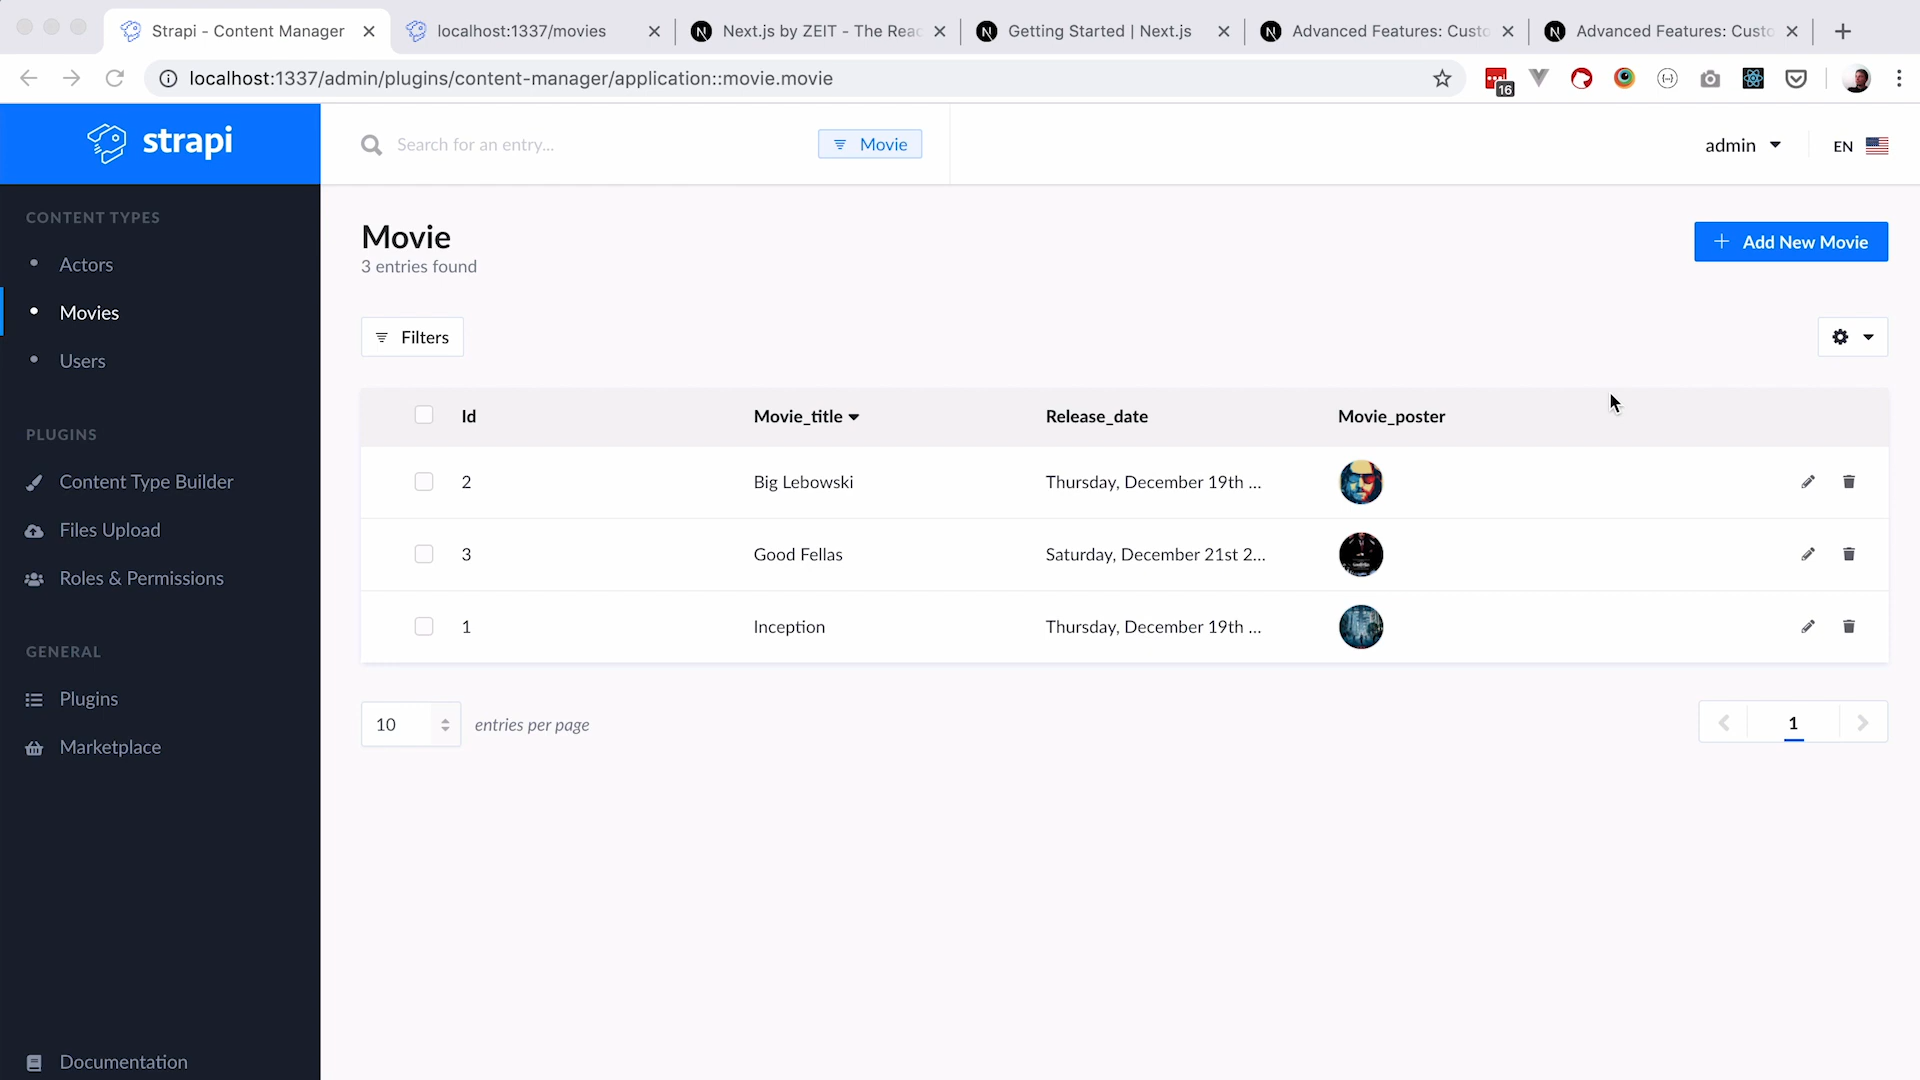 Strapi - Content Manager
localhost:1337/movies
Next.js by ZEIT - The Reac
Getting Started | Next.js
Advanced Features: Custo
Advanced Features: Custo
localhost:1337/admin/plugins/content-manager/application::movie.movie
16
strapi
Search for an entry...
Movie
admin
EN
CONTENT TYPES
Actors
Movies
Users
PLUGINS
Content Type Builder
Files Upload
Roles & Permissions
GENERAL
Plugins
Marketplace
Documentation
Movie
3 entries found
+ Add New Movie
Filters
Id Movie_title Release_date Movie_poster
2 Big Lebowski Thursday, December 19th ...
3 Good Fellas Saturday, December 21st 2...
1 Inception Thursday, December 19th ...
10 entries per page
1